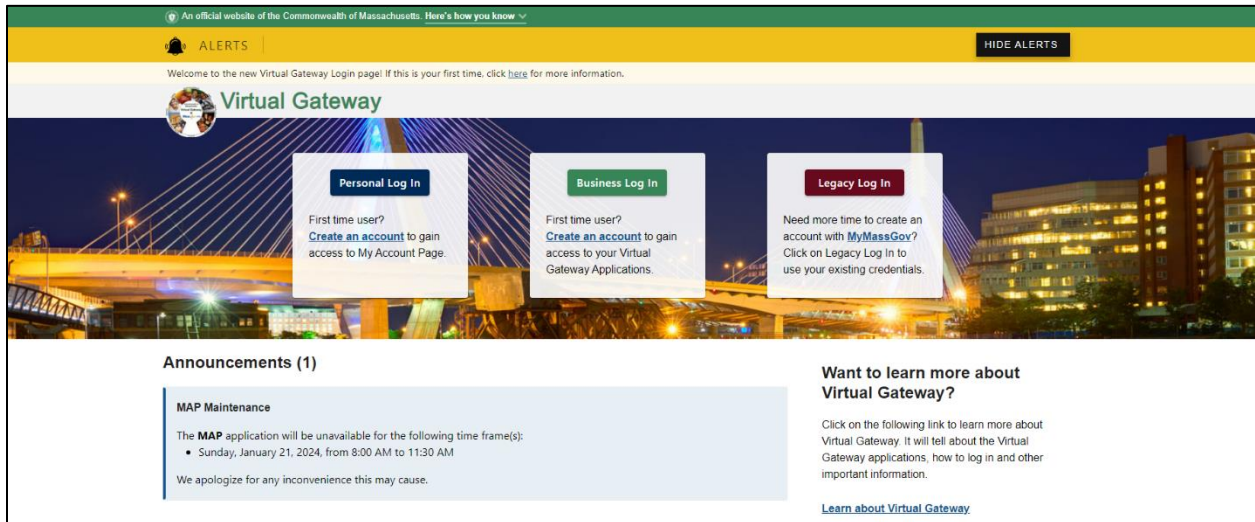 An official website of the Commonwealth of Massachusetts. Here's how you know
ALERTS
HIDE ALERTS
Welcome to the new Virtual Gateway Login page! If this is your first time, click here for more information.
Virtual Gateway
Personal Log In
First time user?
Create an account to gain
access to My Account Page.
Business Log In
First time user?
Create an account to gain
access to your Virtual
Gateway Applications.
Legacy Log In
Need more time to create an
account with MyMassGov?
Click on Legacy Log In to
use your existing credentials.
Announcements (1)
MAP Maintenance
The MAP application will be unavailable for the following time frame(s):
• Sunday, January 21, 2024, from 8:00 AM to 11:30 AM
We apologize for any inconvenience this may cause.
Want to learn more about
Virtual Gateway?
Click on the following link to learn more about
Virtual Gateway. It will tell about the Virtual
Gateway applications, how to log in and other
important information.
Learn about Virtual Gateway